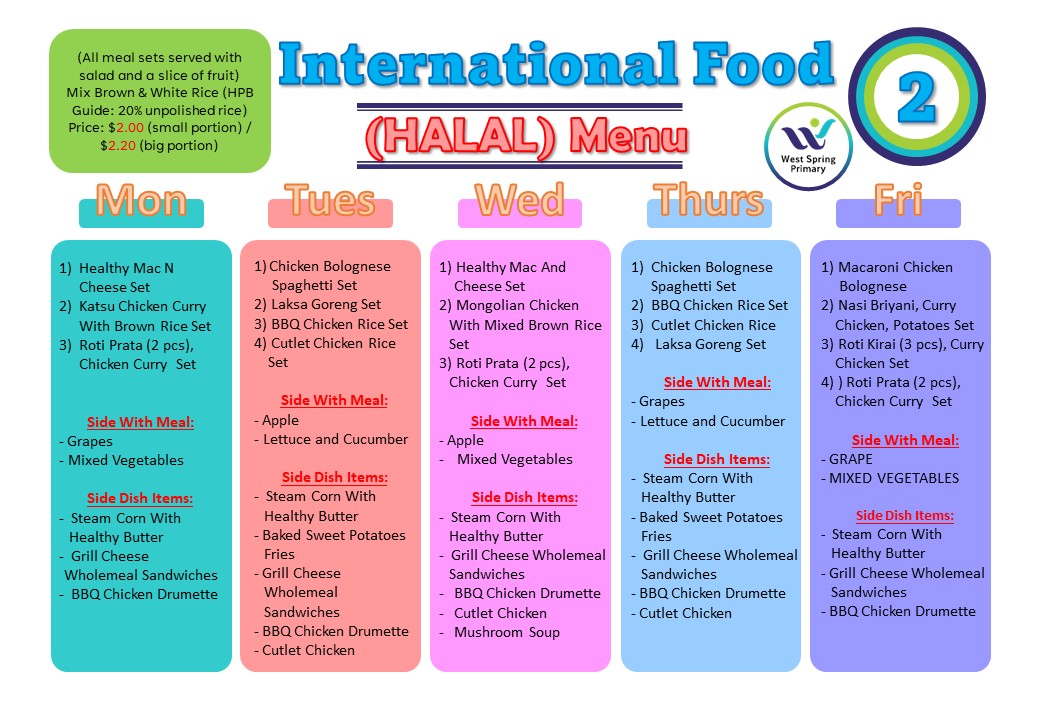 (All meal sets served with
salad and a slice of fruit)
Mix Brown & White Rice (HPB
Guide: 20% unpolished rice)
Price: $2.00 (small portion) /
$2.20 (big portion)
International Food
(HALAL) Menu
2
West Spring
Primary
Mon
1) Healthy Mac N
Cheese Set
2) Katsu Chicken Curry
With Brown Rice Set
3) Roti Prata (2 pcs),
Chicken Curry Set
Side With Meal:
- Grapes
- Mixed Vegetables
Side Dish Items:
- Steam Corn With
Healthy Butter
- Grill Cheese
Wholemeal Sandwiches
- BBQ Chicken Drumette
Tues
1) Chicken Bolognese
Spaghetti Set
2) Laksa Goreng Set
3) BBQ Chicken Rice Set
4) Cutlet Chicken Rice
Set
Side With Meal:
- Apple
- Lettuce and Cucumber
Side Dish Items:
- Steam Corn With
Healthy Butter
- Baked Sweet Potatoes
Fries
- Grill Cheese
Wholemeal
Sandwiches
- BBQ Chicken Drumette
- Cutlet Chicken
Wed
1) Healthy Mac And
Cheese Set
2) Mongolian Chicken
With Mixed Brown Rice
Set
3) Roti Prata (2 pcs),
Chicken Curry Set
Side With Meal:
- Apple
- Mixed Vegetables
Side Dish Items:
- Steam Corn With
Healthy Butter
- Grill Cheese Wholemeal
Sandwiches
- BBQ Chicken Drumette
- Cutlet Chicken
- Mushroom Soup
Thurs
1) Chicken Bolognese
Spaghetti Set
2) BBQ Chicken Rice Set
3) Cutlet Chicken Rice
4) Laksa Goreng Set
Side With Meal:
- Grapes
- Lettuce and Cucumber
Side Dish Items:
- Steam Corn With
Healthy Butter
- Baked Sweet Potatoes
Fries
- Grill Cheese Wholemeal
Sandwiches
- BBQ Chicken Drumette
- Cutlet Chicken
Fri
1) Macaroni Chicken
Bolognese
2) Nasi Briyani, Curry
Chicken, Potatoes Set
3) Roti Kirai (3 pcs), Curry
Chicken Set
4) ) Roti Prata (2 pcs),
Chicken Curry Set
Side With Meal:
- GRAPE
- MIXED VEGETABLES
Side Dish Items:
- Steam Corn With
Healthy Butter
- Grill Cheese Wholemeal
Sandwiches
- BBQ Chicken Drumette